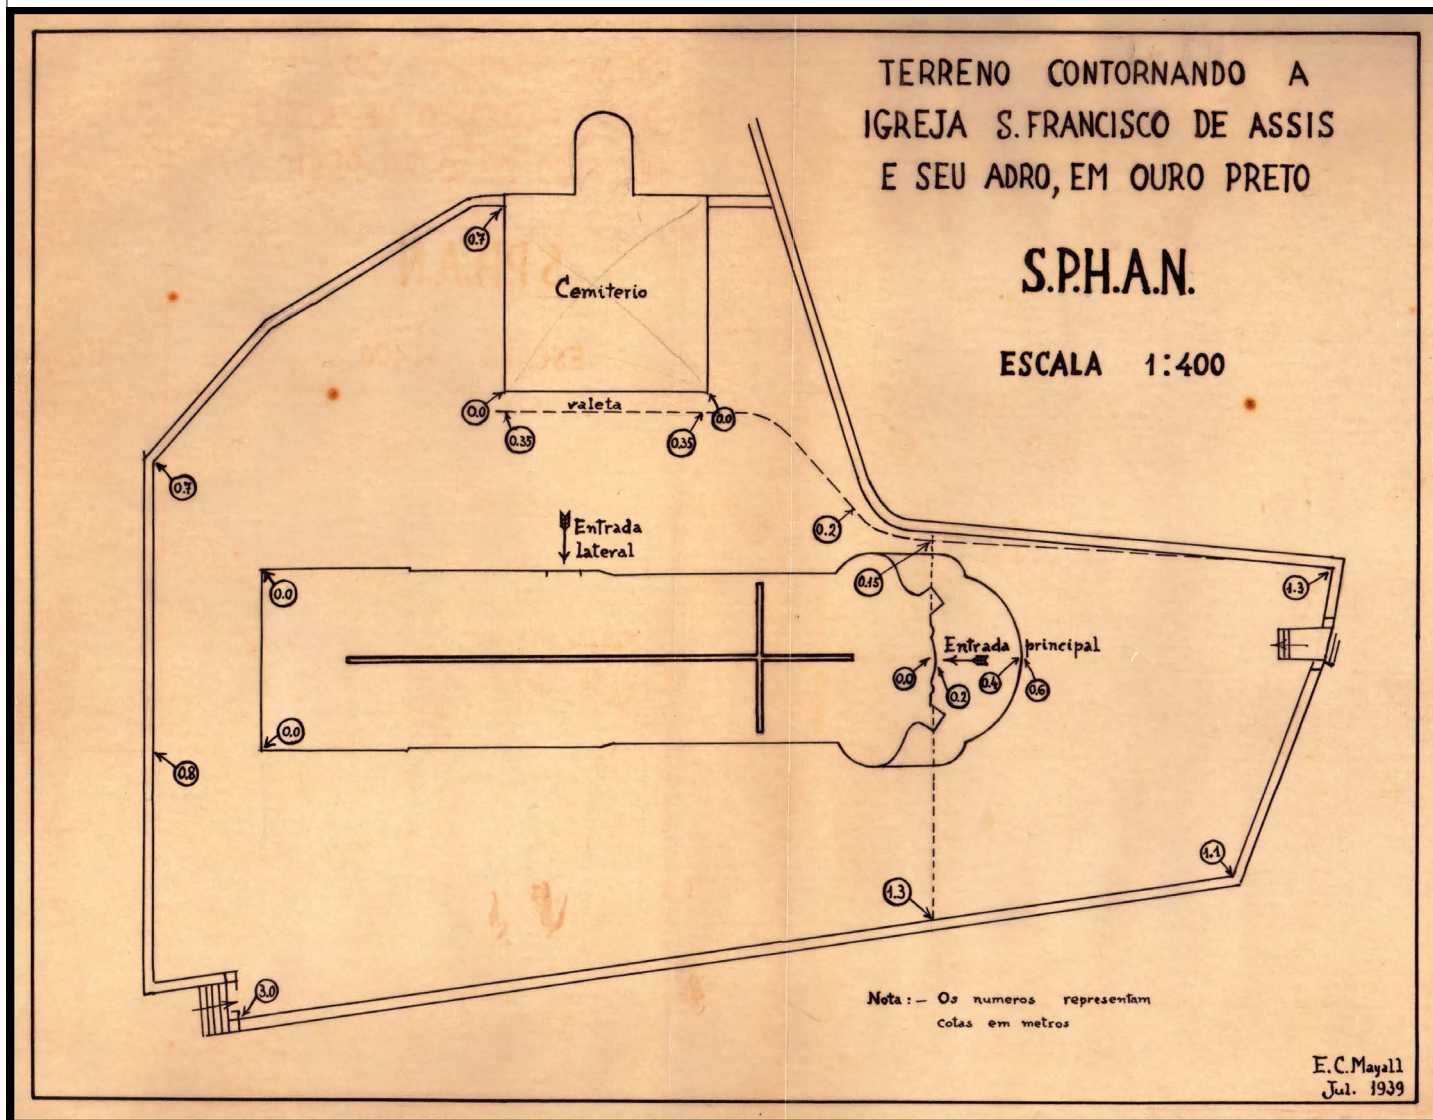 TERRENO CONTORNANDO A
IGREJA S. FRANCISCO DE ASSIS
E SEU ADRO, EM OURO PRETO
S.P.H.A.N.
ESCALA 1:400
0.7
Cemiterio
0.0
valeta
0.0
0.35
0.35
0.7
0.2
Entrada
lateral
0.15
0.0
1.3
Entrada principal
0.0
0.2
0.4
0.6
0.0
0.8
1.1
1.3
3.0
Nota:- Os numeros representam
cotas em metros
E.C. Mayall
Jul. 1939